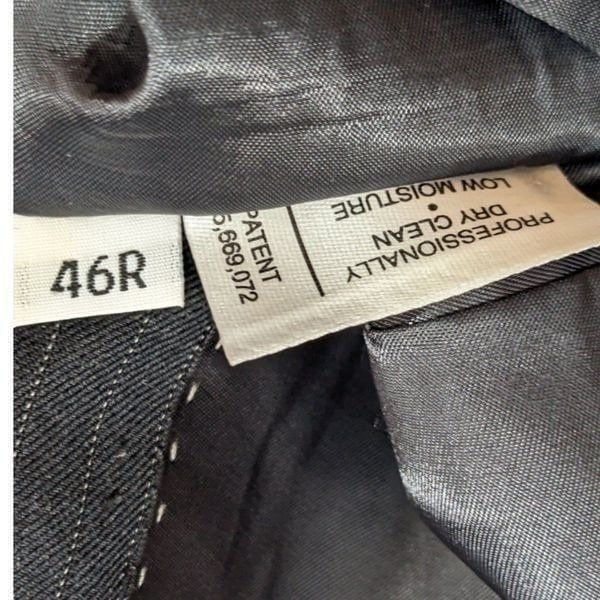 46R
PATENT
5,669,072
PROFESSIONALLY
DRY CLEAN
•
LOW MOISTURE